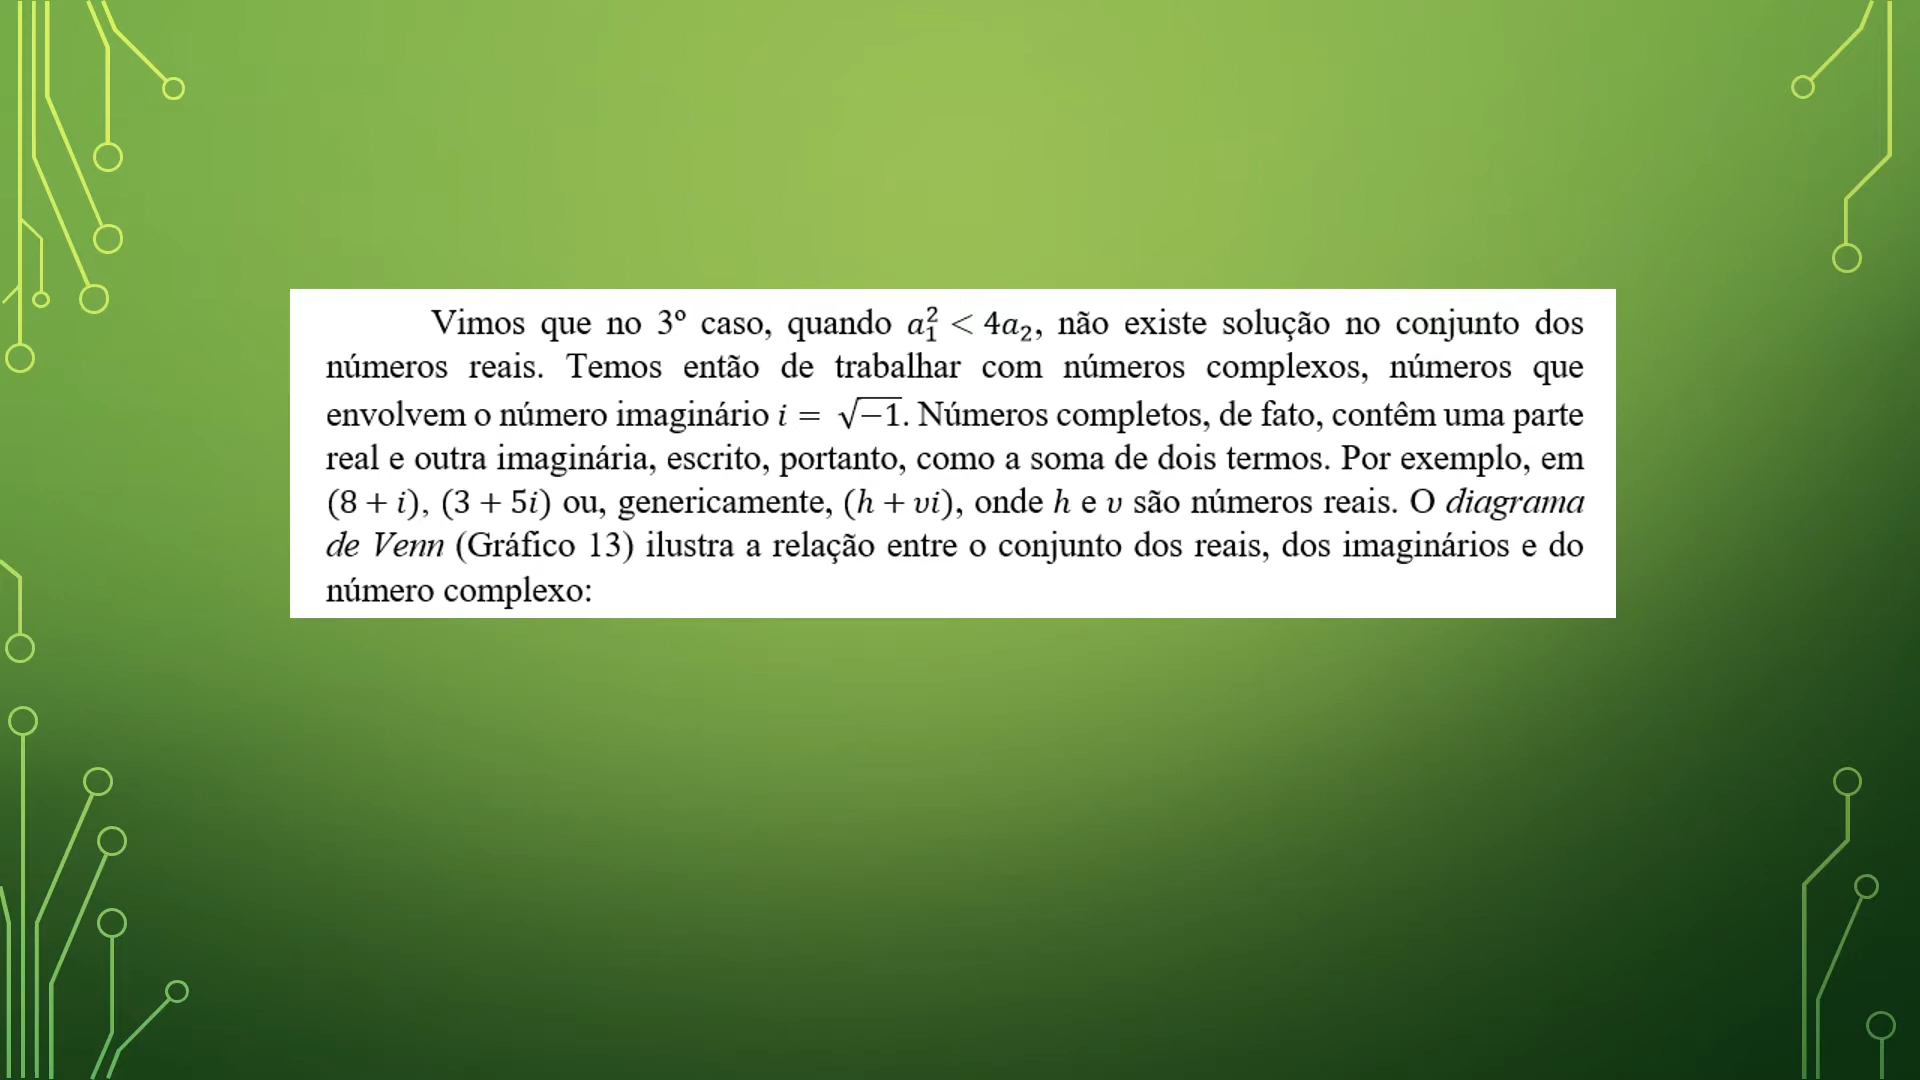 Vimos que no 3º caso, quando $a_1^2 < 4a_2$, não existe solução no conjunto dos
números reais. Temos então de trabalhar com números complexos, números que
envolvem o número imaginário $i = \sqrt{-1}$. Números completos, de fato, contêm uma parte
real e outra imaginária, escrito, portanto, como a soma de dois termos. Por exemplo, em
$(8 + i)$, $(3 + 5i)$ ou, genericamente, $(h + vi)$, onde $h$ e $v$ são números reais. O diagrama
de Venn (Gráfico 13) ilustra a relação entre o conjunto dos reais, dos imaginários e do
número complexo: